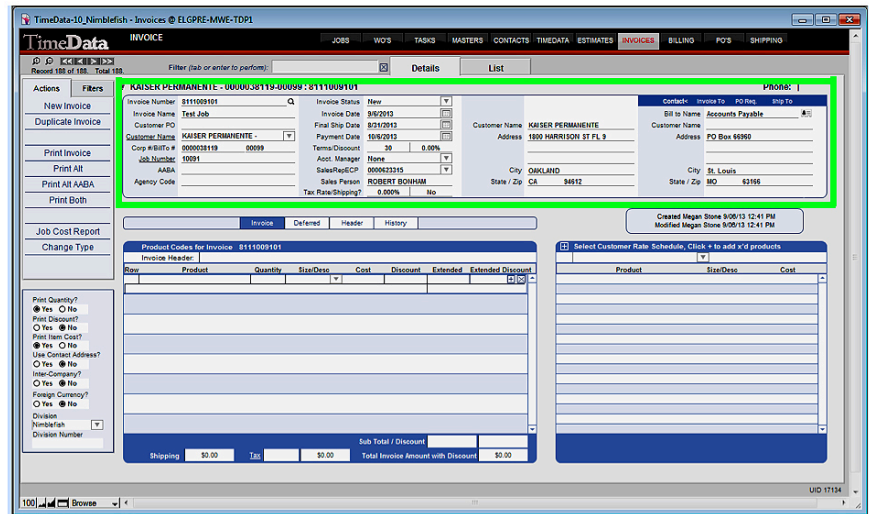 TimeData-10_Nimblefish - Invoices @ ELGPRE-MWE-TDP1
TimeData INVOICE JOBS WO'S TASKS MASTERS CONTACTS TIMEDATA ESTIMATES INVOICES BILLING PO'S SHIPPING
Record 188 of 188. Total 188. Filter (tab or enter to perform): Details List
Actions Filters
KAISER PERMANENTE - 0000038119-00099 : 8111009101 Phone:
New Invoice
Duplicate Invoice
Print Invoice
Print Alt
Print Alt AABA
Print Both
Job Cost Report
Change Type
Contact< Invoice To PO Req. Ship To
Invoice Number 8111009101 Invoice Status New
Invoice Name Test Job Invoice Date 9/6/2013 Bill to Name Accounts Payable
Customer PO Final Ship Date 8/31/2013 Customer Name KAISER PERMANENTE Customer Name
Customer Name KAISER PERMANENTE - Payment Date 10/6/2013 Address 1800 HARRISON ST FL 9 Address PO Box 66960
Corp #/BillTo # 0000038119 00099 Terms/Discount 30 0.00%
Job Number 10091 Acct. Manager None
AABA SalesRepECP 0000623315 City OAKLAND City St. Louis
Agency Code Sales Person ROBERT BONHAM State / Zip CA 94612 State / Zip MO 63166
Tax Rate/Shipping? 0.000% No
Invoice Deferred Header History
Created Megan Stone 9/06/13 12:41 PM
Modified Megan Stone 9/06/13 12:41 PM
Product Codes for Invoice 8111009101
Invoice Header:
Row Product Quantity Size/Desc Cost Discount Extended Extended Discount
Select Customer Rate Schedule, Click + to add x'd products
Product Size/Desc Cost
Print Quantity?
Yes No
Print Discount?
Yes No
Print Item Cost?
Yes No
Use Contact Address?
Yes No
Inter-Company?
Yes No
Foreign Currency?
Yes No
Division
Nimblefish
Division Number
Sub Total / Discount
Shipping $0.00 Tax $0.00 Total Invoice Amount with Discount $0.00
UID 17134
100 Browse